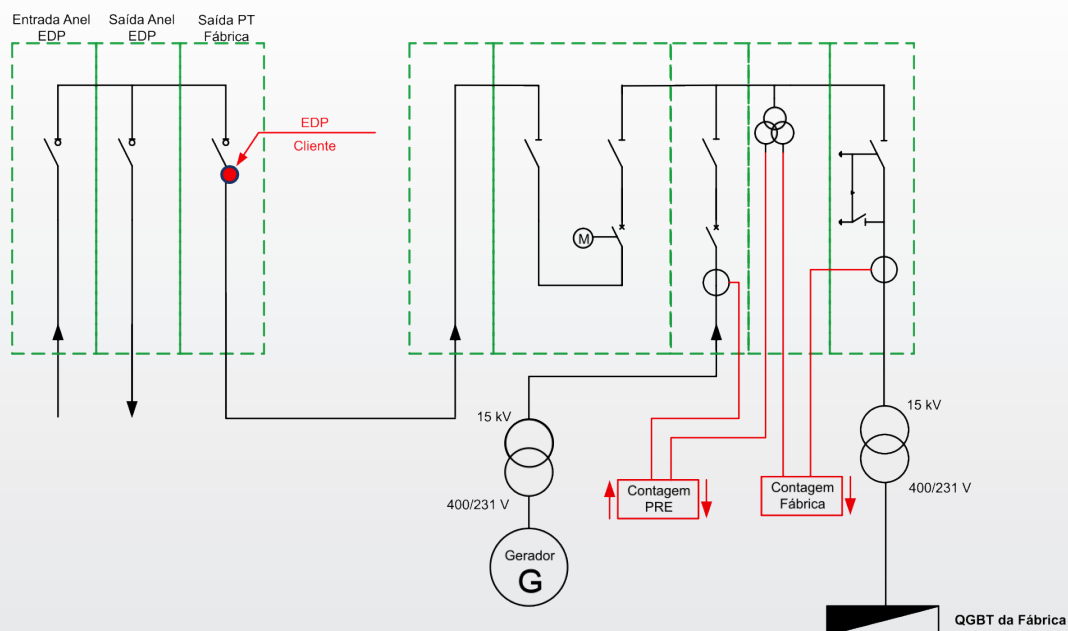 Entrada Anel
EDP
Saída Anel
EDP
Saída PT
Fábrica
EDP
Cliente
M
15 kV
400/231 V
Gerador
G
Contagem
PRE
Contagem
Fábrica
15 kV
400/231 V
QGBT da Fábrica